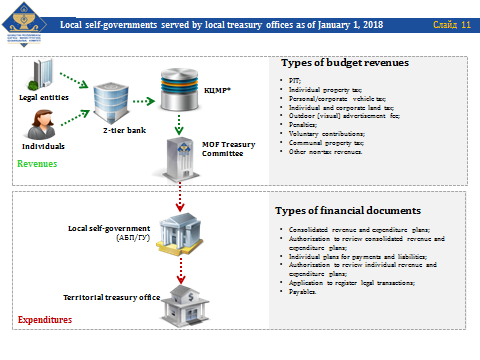 Local self-governments served by local treasury offices as of January 1, 2018
Слайд 11
Legal entities
Individuals
Revenues
2-tier bank
КЦМР*
MOF Treasury
Committee
Types of budget revenues
• PIT;
• Individual property tax;
• Personal/corporate vehicle tax;
• Individual and corporate land tax;
• Outdoor (visual) advertisement fee;
• Penalties;
• Voluntary contributions;
• Communal property tax;
• Other non-tax revenues.
Local self-government
(АБП/ГУ)
Territorial treasury office
Expenditures
Types of financial documents
• Consolidated revenue and expenditure plans;
• Authorization to review consolidated revenue and
expenditure plans;
• Individual plans for payments and liabilities;
• Authorization to review individual revenue and
expenditure plans;
• Application to register legal transactions;
• Payables.